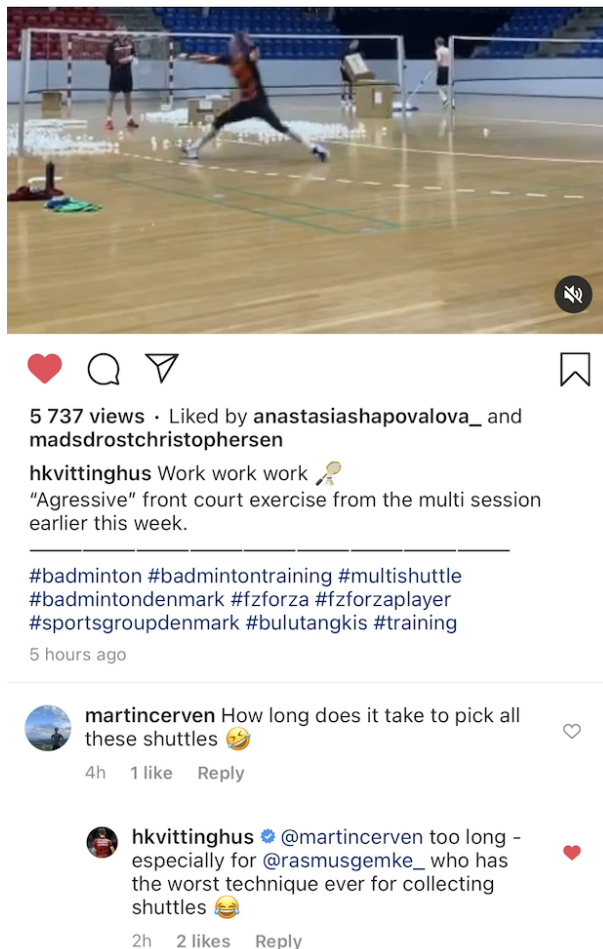 5 737 views · Liked by anastasiashapovalova_ and
madsdrostchristophersen
hkvittinghus Work work work 🏸
“Agressive” front court exercise from the multi session
earlier this week.
—————————————————
#badminton #badmintontraining #multishuttle
#badmintondenmark #fzforza #fzforzaplayer
#sportsgroupdenmark #bulutangkis #training
5 hours ago
martincerven How long does it take to pick all
these shuttles 🤣
4h 1 like Reply
hkvittinghus @martincerven too long -
especially for @rasmusgemke_ who has
the worst technique ever for collecting
shuttles 😂
2h 2 likes Reply